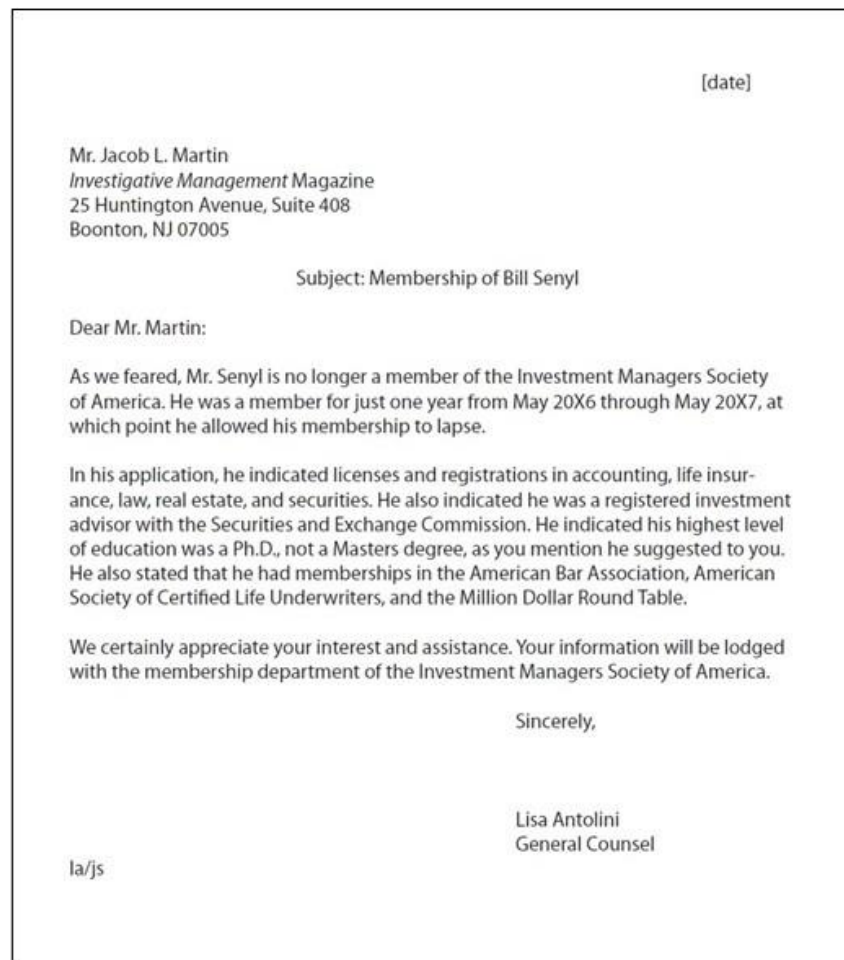 [date]
Mr. Jacob L. Martin
Investigative Management Magazine
25 Huntington Avenue, Suite 408
Boonton, NJ 07005
Subject: Membership of Bill Senyl
Dear Mr. Martin:
As we feared, Mr. Senyl is no longer a member of the Investment Managers Society
of America. He was a member for just one year from May 20X6 through May 20X7, at
which point he allowed his membership to lapse.
In his application, he indicated licenses and registrations in accounting, life insur-
ance, law, real estate, and securities. He also indicated he was a registered investment
advisor with the Securities and Exchange Commission. He indicated his highest level
of education was a Ph.D., not a Masters degree, as you mention he suggested to you.
He also stated that he had memberships in the American Bar Association, American
Society of Certified Life Underwriters, and the Million Dollar Round Table.
We certainly appreciate your interest and assistance. Your information will be lodged
with the membership department of the Investment Managers Society of America.
Sincerely,
Lisa Antolini
General Counsel
la/js